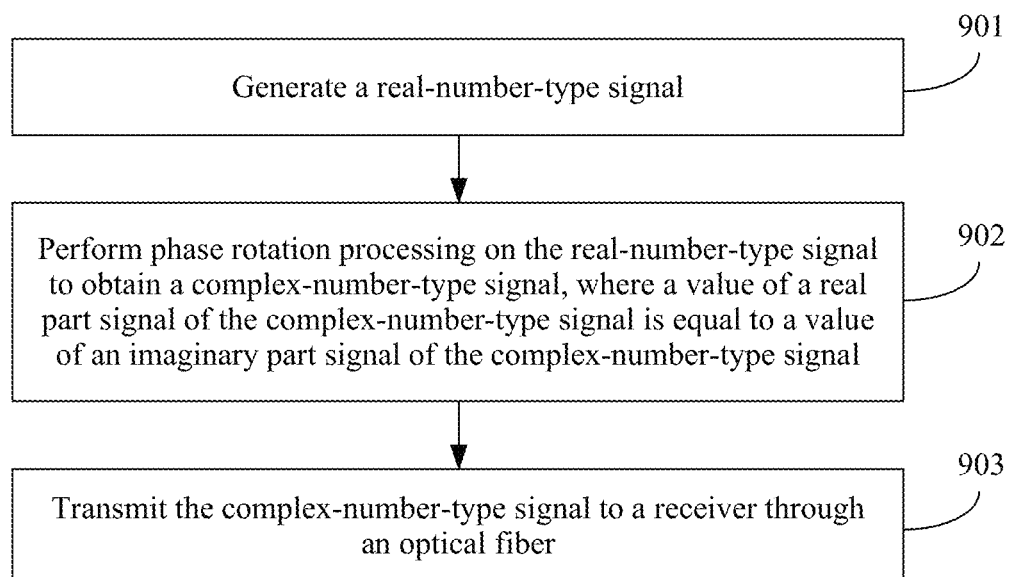 901
Generate a real-number-type signal
902
Perform phase rotation processing on the real-number-type signal
to obtain a complex-number-type signal, where a value of a real
part signal of the complex-number-type signal is equal to a value
of an imaginary part signal of the complex-number-type signal
903
Transmit the complex-number-type signal to a receiver through
an optical fiber